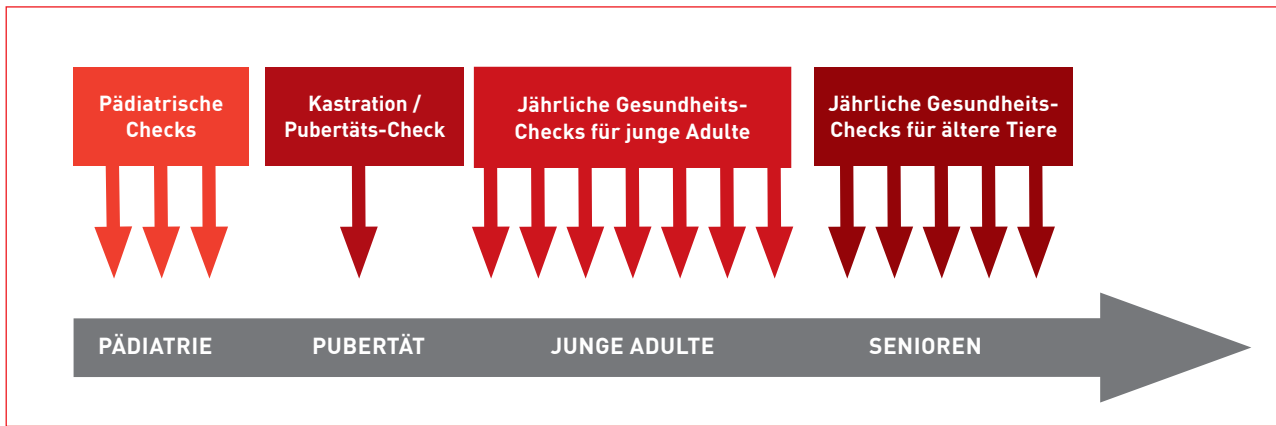 Pädiatrische
Checks
Kastration /
Pubertäts-Check
Jährliche Gesundheits-
Checks für junge Adulte
Jährliche Gesundheits-
Checks für ältere Tiere
PÄDIATRIE
PUBERTÄT
JUNGE ADULTE
SENIOREN